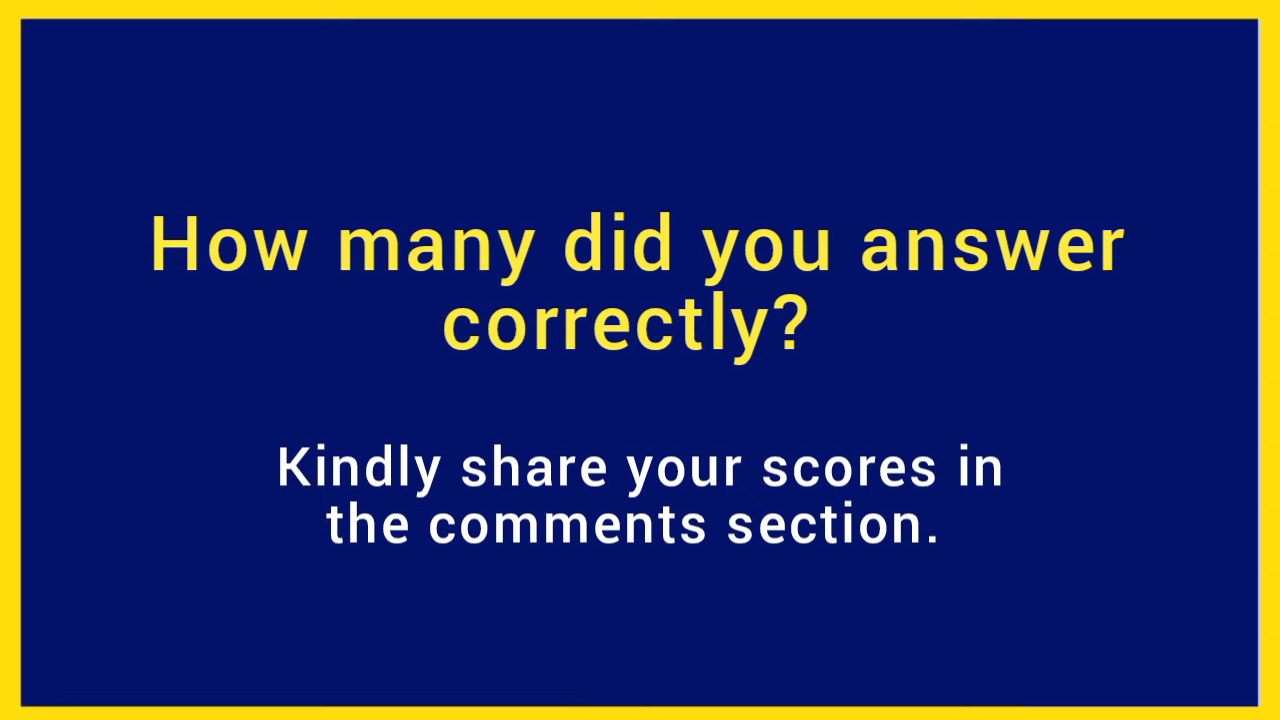 How many did you answer
correctly?
Kindly share your scores in
the comments section.